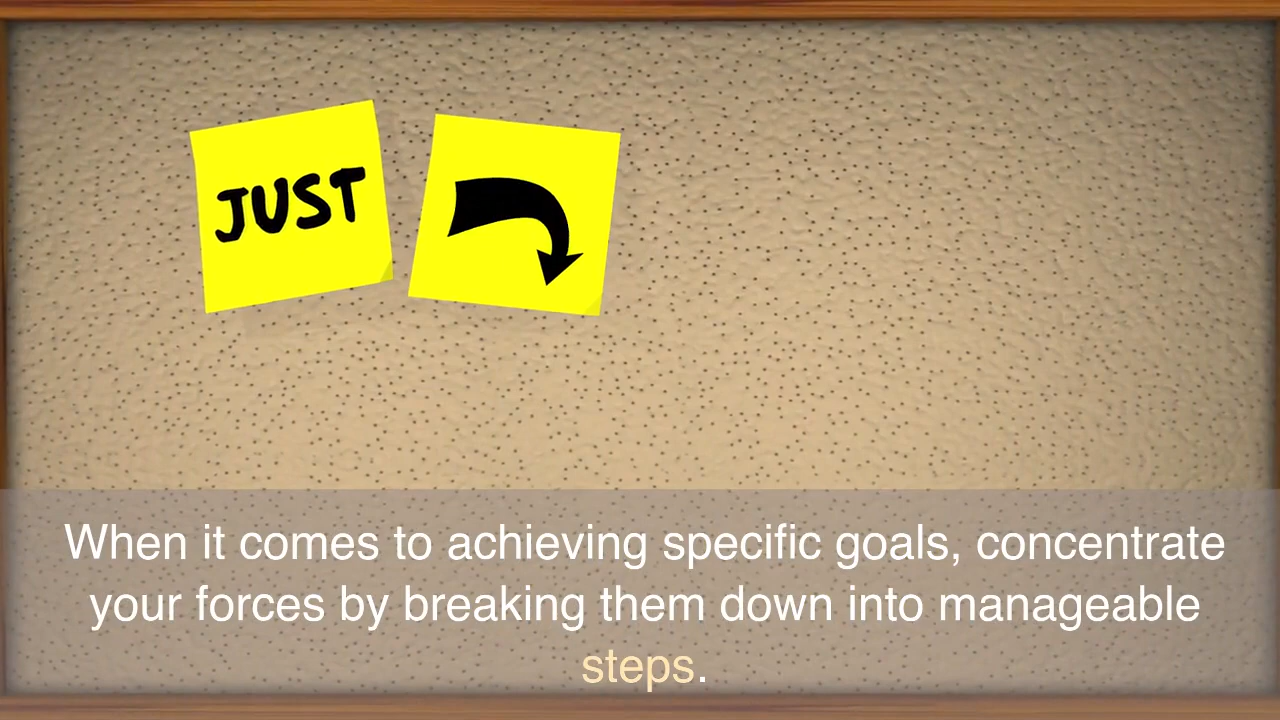 JUST
When it comes to achieving specific goals, concentrate
your forces by breaking them down into manageable
steps.